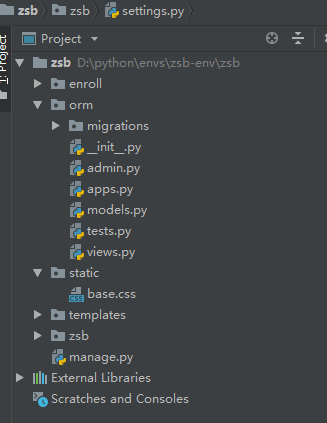 zsb zsb settings.py
1: Project
Project
zsb D:\python\envs\zsb-env\zsb
enroll
orm
migrations
__init__.py
admin.py
apps.py
models.py
tests.py
views.py
static
base.css
templates
zsb
manage.py
External Libraries
Scratches and Consoles